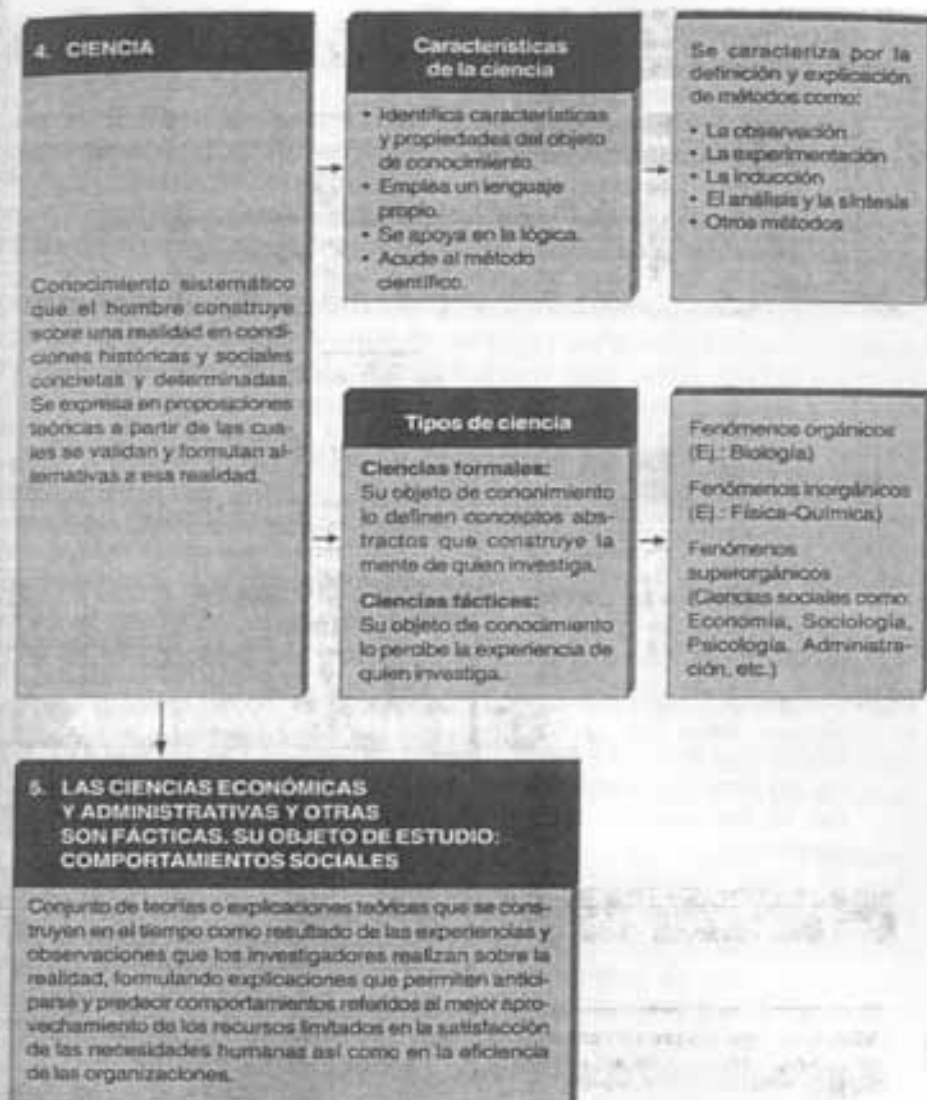 4. CIENCIA
Conocimiento sistemático
que el hombre construye
sobre una realidad en condi-
ciones históricas y sociales
concretas y determinadas.
Se expresa en proposiciones
teóricas a partir de las cua-
les se validan y formulan al-
ternativas a esa realidad.
Características
de la ciencia
• Identifica características
y propiedades del objeto
de conocimiento.
• Emplea un lenguaje
propio.
• Se apoya en la lógica.
• Acude al método
científico.
Se caracteriza por la
definición y explicación
de métodos como:
• La observación
• La experimentación
• La inducción
• El análisis y la síntesis
• Otros métodos
Tipos de ciencia
Ciencias formales:
Su objeto de cononimiento
lo definen conceptos abs-
tractos que construye la
mente de quien investiga.
Ciencias fácticas:
Su objeto de conocimiento
lo percibe la experiencia de
quien investiga.
Fenómenos orgánicos
(Ej.: Biología)
Fenómenos inorgánicos
(Ej.: Física-Química)
Fenómenos
superorgánicos
(Ciencias sociales como:
Economía, Sociología,
Psicología, Administra-
ción, etc.)
5. LAS CIENCIAS ECONÓMICAS
Y ADMINISTRATIVAS Y OTRAS
SON FÁCTICAS. SU OBJETO DE ESTUDIO:
COMPORTAMIENTOS SOCIALES
Conjunto de teorías o explicaciones teóricas que se cons-
truyen en el tiempo como resultado de las experiencias y
observaciones que los investigadores realizan sobre la
realidad, formulando explicaciones que permiten antici-
parse y predecir comportamientos referidos al mejor apro-
vechamiento de los recursos limitados en la satisfacción
de las necesidades humanas así como en la eficiencia
de las organizaciones.